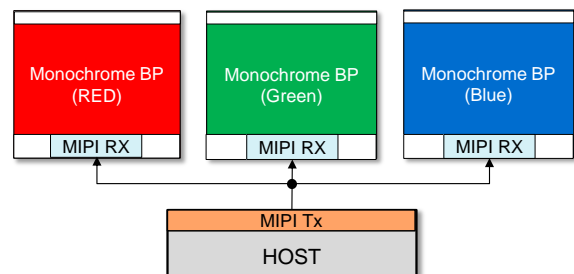 Monochrome BP
(RED)
Monochrome BP
(Green)
Monochrome BP
(Blue)
MIPI RX
MIPI RX
MIPI RX
MIPI Tx
HOST